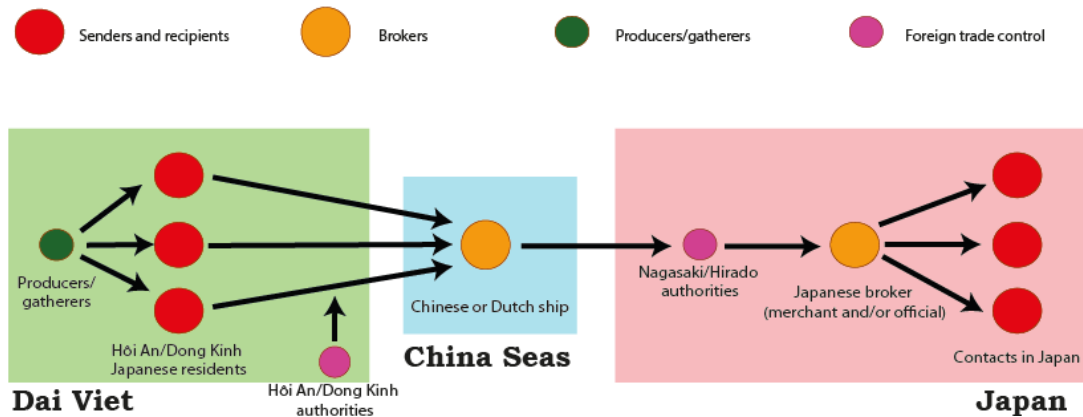 Senders and recipients
Brokers
Producers/gatherers
Foreign trade control
Producers/
gatherers
Hôi An/Dong Kinh
Japanese residents
Hôi An/Dong Kinh
authorities
Dai Viet
Chinese or Dutch ship
China Seas
Nagasaki/Hirado
authorities
Japanese broker
(merchant and/or official)
Contacts in Japan
Japan